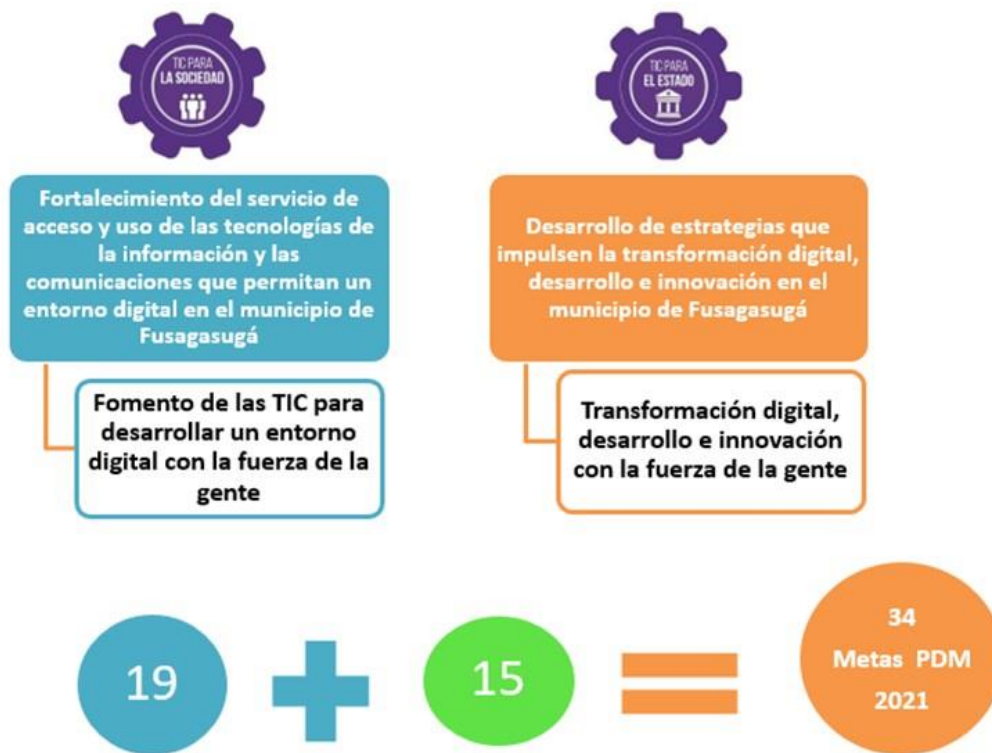 TIC PARA
LA SOCIEDAD
TIC PARA
EL ESTADO
Fortalecimiento del servicio de
acceso y uso de las tecnologías de
la información y las
comunicaciones que permitan un
entorno digital en el municipio de
Fusagasugá
Desarrollo de estrategias que
impulsen la transformación digital,
desarrollo e innovación en el
municipio de Fusagasugá
Fomento de las TIC para
desarrollar un entorno
digital con la fuerza de la
gente
Transformación digital,
desarrollo e innovación
con la fuerza de la gente
19
15
34
Metas PDM
2021